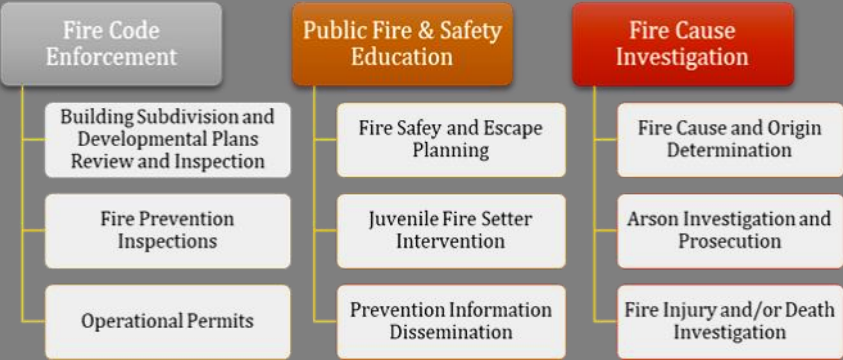 Fire Code
Enforcement
Building Subdivision and
Developmental Plans
Review and Inspection
Fire Prevention
Inspections
Operational Permits
Public Fire & Safety
Education
Fire Safey and Escape
Planning
Juvenile Fire Setter
Intervention
Prevention Information
Dissemination
Fire Cause
Investigation
Fire Cause and Origin
Determination
Arson Investigation and
Prosecution
Fire Injury and/or Death
Investigation